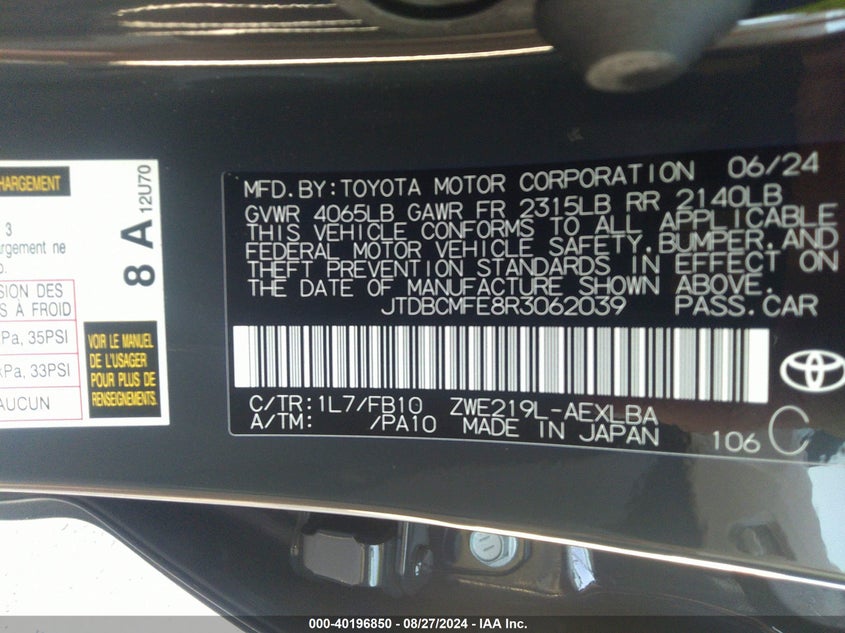 HARGEMENT
3
argement ne
o.
SION DES
S À FROID
kPa, 35PSI
kPa, 33PSI
AUCUN
VOIR LE MANUEL
DE L'USAGER
POUR PLUS DE
RENSEIGNEMENTS.
8 A 12U70
MFD. BY: TOYOTA MOTOR CORPORATION 06/24
GVWR 4065LB GAWR FR 2315LB RR 2140LB
THIS VEHICLE CONFORMS TO ALL APPLICABLE
FEDERAL MOTOR VEHICLE SAFETY, BUMPER, AND
THEFT PREVENTION STANDARDS IN EFFECT ON
THE DATE OF MANUFACTURE SHOWN ABOVE.
JTDBCMFE8R3062039 PASS.CAR
C/TR: 1L7/FB10 ZWE219L-AEXLBA
A/TM: /PA10 MADE IN JAPAN 106 C
000-40196850 | 08/27/2024 | IAA Inc.